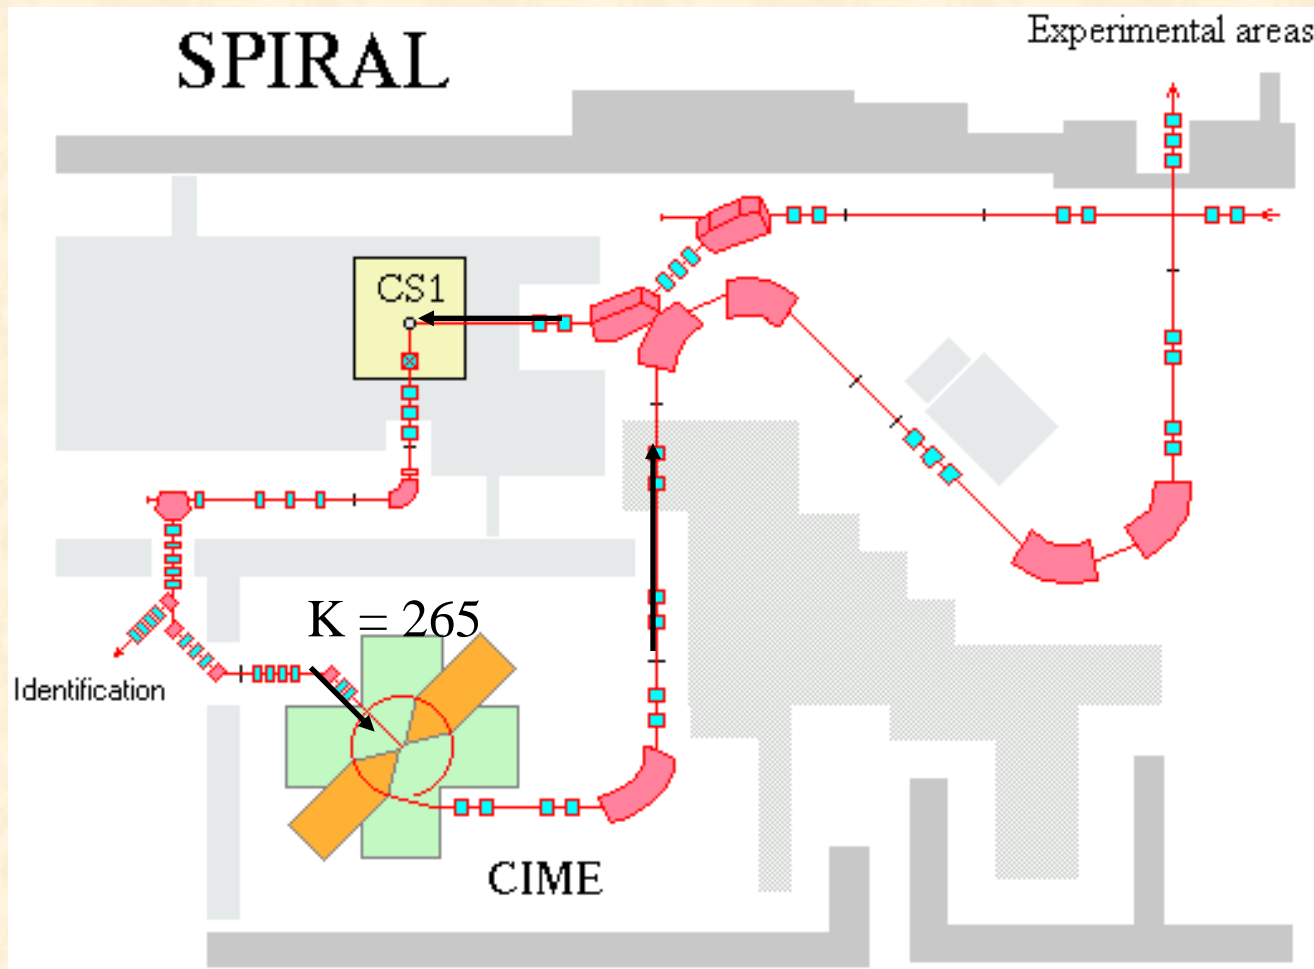 SPIRAL
Experimental areas
CS1
K = 265
Identification
CIME